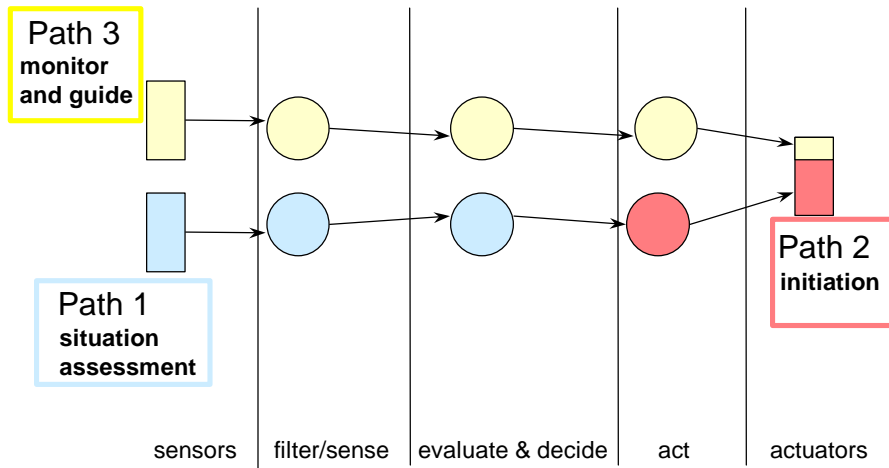 Path 3
monitor
and guide
Path 2
initiation
Path 1
situation
assessment
sensors
filter/sense
evaluate & decide
act
actuators